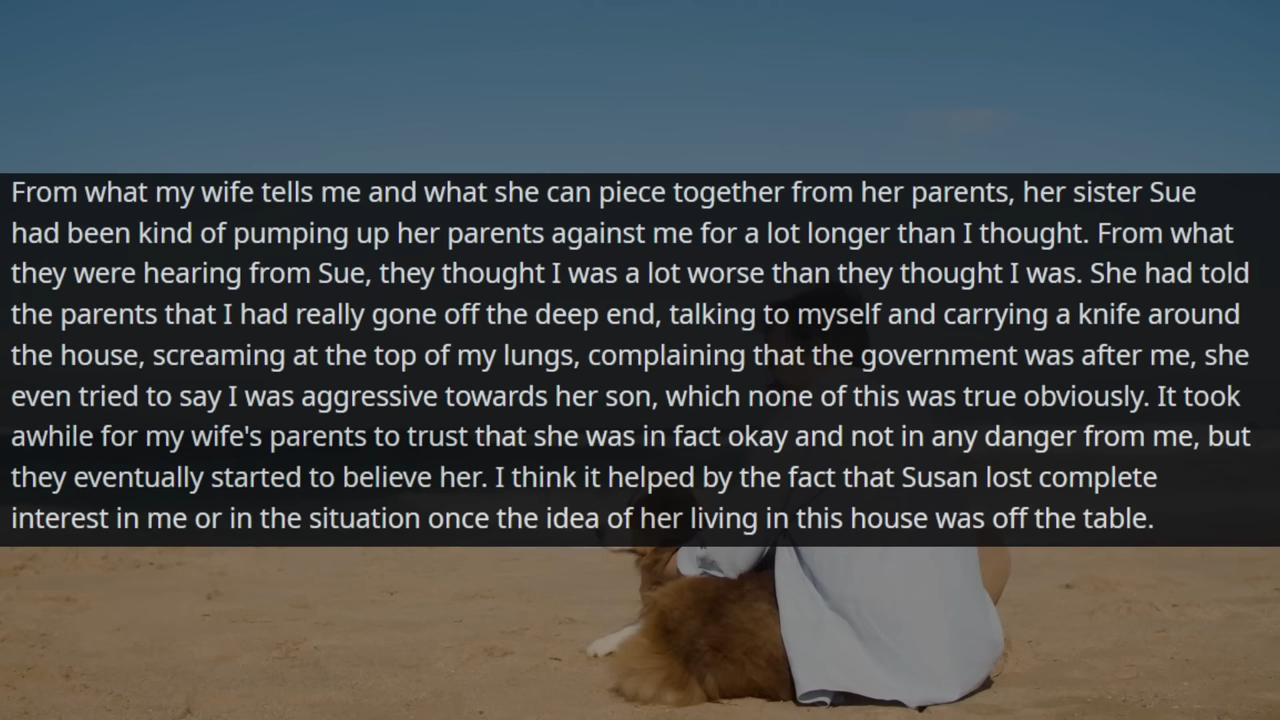 From what my wife tells me and what she can piece together from her parents, her sister Sue
had been kind of pumping up her parents against me for a lot longer than I thought. From what
they were hearing from Sue, they thought I was a lot worse than they thought I was. She had told
the parents that I had really gone off the deep end, talking to myself and carrying a knife around
the house, screaming at the top of my lungs, complaining that the government was after me, she
even tried to say I was aggressive towards her son, which none of this was true obviously. It took
awhile for my wife's parents to trust that she was in fact okay and not in any danger from me, but
they eventually started to believe her. I think it helped by the fact that Susan lost complete
interest in me or in the situation once the idea of her living in this house was off the table.